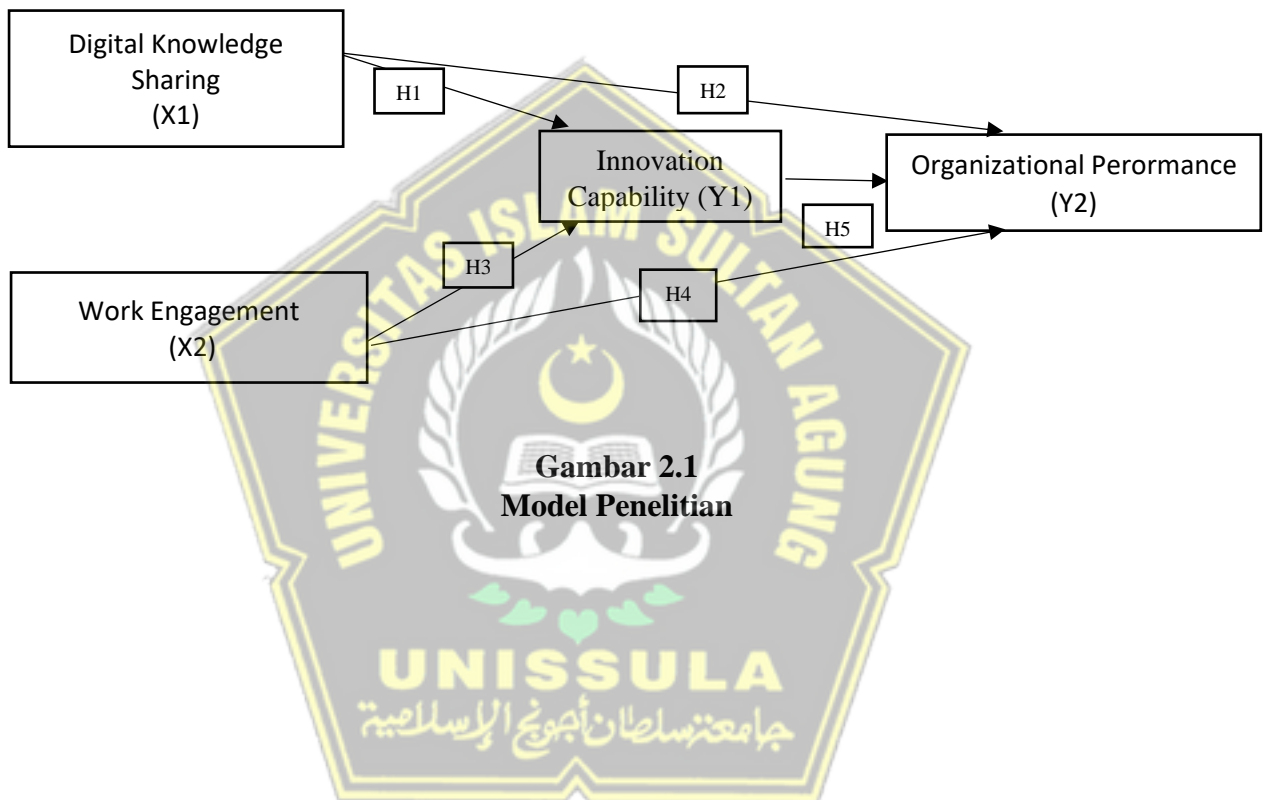 Digital Knowledge
Sharing
(X1)
H1
H2
Innovation
Capability (Y1)
Organizational Perormance
(Y2)
H5
H3
H4
Work Engagement
(X2)
Gambar 2.1
Model Penelitian
UNIVERSITAS ISLAM SULTAN AGUNG
UNISSULA
جامعة سلطان أجونج الإسلامية